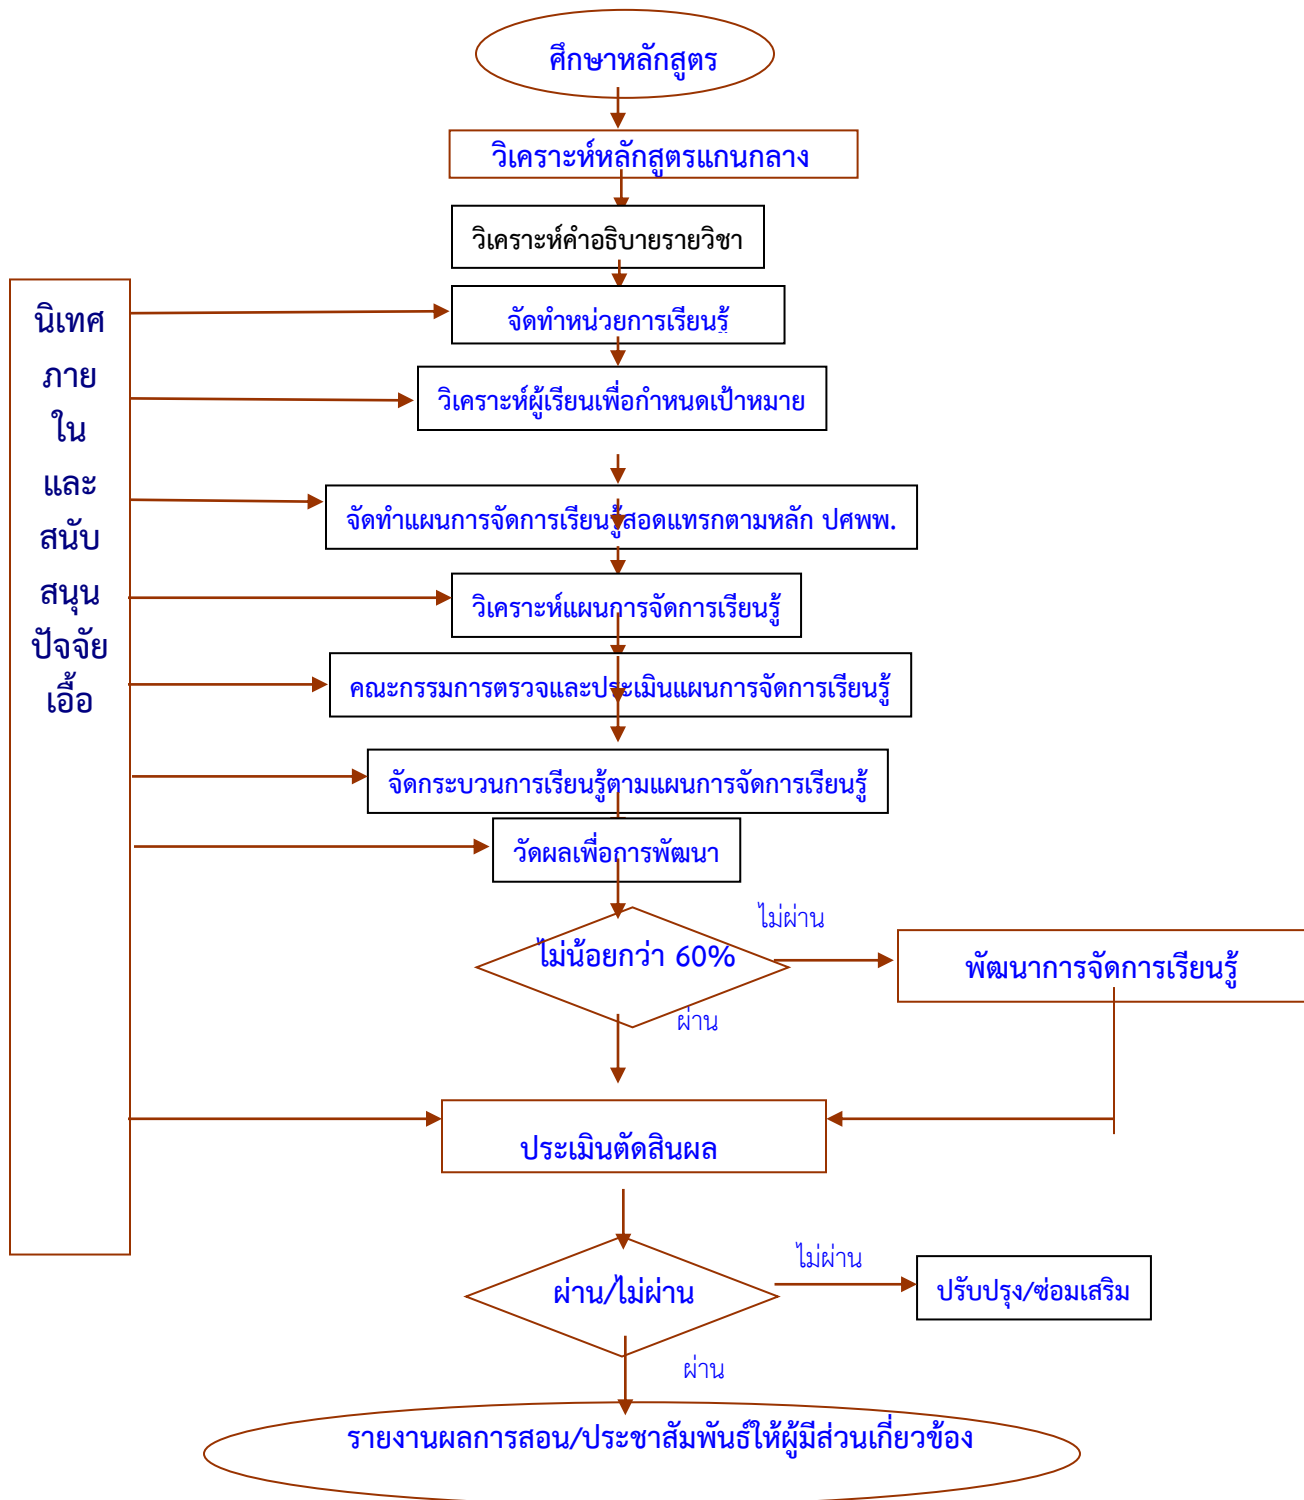 ศึกษาหลักสูตร
วิเคราะห์หลักสูตรแกนกลาง
วิเคราะห์คำอธิบายรายวิชา
นิเทศ
ภาย
ใน
และ
สนับ
สนุน
ปัจจัย
เอื้อ
จัดทำหน่วยการเรียนรู้
วิเคราะห์ผู้เรียนเพื่อกำหนดเป้าหมาย
จัดทำแผนการจัดการเรียนรู้สอดแทรกตามหลัก ปศพพ.
วิเคราะห์แผนการจัดการเรียนรู้
คณะกรรมการตรวจและประเมินแผนการจัดการเรียนรู้
จัดกระบวนการเรียนรู้ตามแผนการจัดการเรียนรู้
วัดผลเพื่อการพัฒนา
ไม่น้อยกว่า 60%
ไม่ผ่าน
พัฒนาการจัดการเรียนรู้
ผ่าน
ประเมินตัดสินผล
ผ่าน/ไม่ผ่าน
ไม่ผ่าน
ปรับปรุง/ซ่อมเสริม
ผ่าน
รายงานผลการสอน/ประชาสัมพันธ์ให้ผู้มีส่วนเกี่ยวข้อง